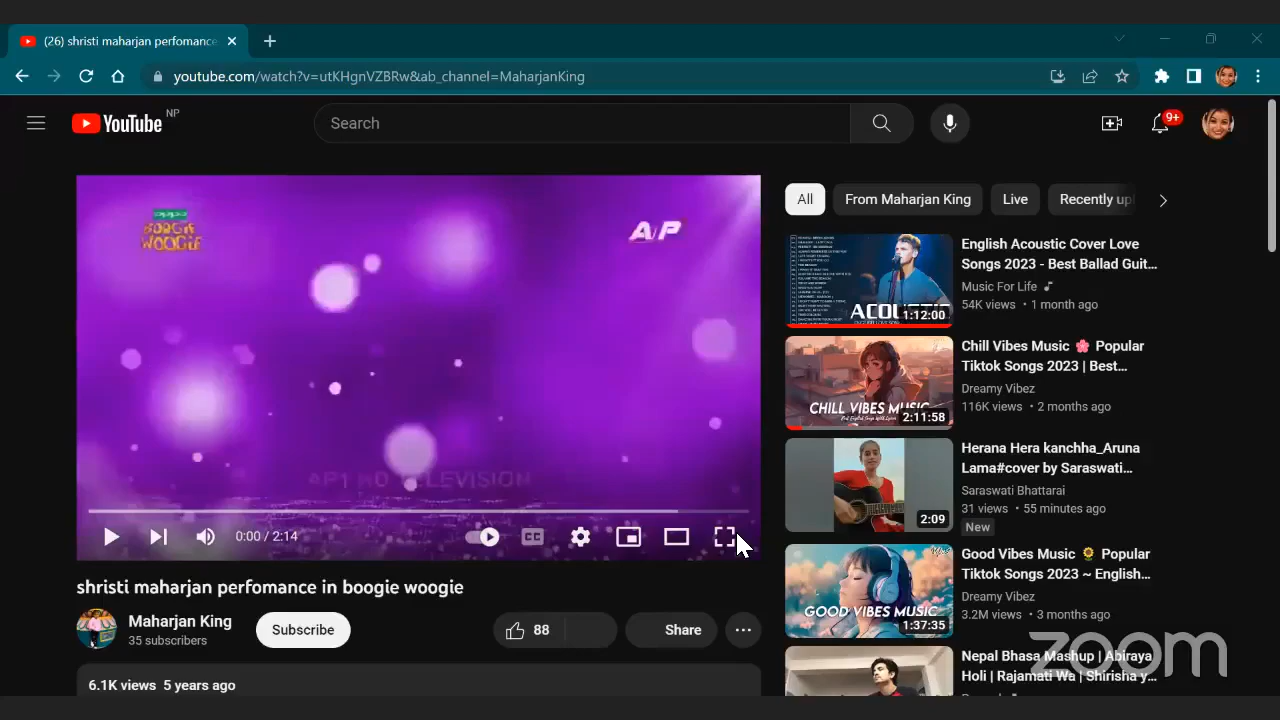 (26) shristi maharjan perfomance
youtube.com/watch?v=utKHgnVZBRw&ab_channel=MaharjanKing
YouTube NP
Search
9+
BOOGIE
WOOGIE
AP
AP1 HD TELEVISION
0:00 / 2:14
CC
shristi maharjan perfomance in boogie woogie
Maharjan King
35 subscribers
Subscribe
88
Share
6.1K views 5 years ago
All
From Maharjan King
Live
Recently up
ACOUSTIC
1:12:00
English Acoustic Cover Love
Songs 2023 - Best Ballad Guit...
Music For Life
54K views • 1 month ago
CHILL VIBES MUSIC
2:11:58
Chill Vibes Music 🌸 Popular
Tiktok Songs 2023 | Best...
Dreamy Vibez
116K views • 2 months ago
2:09
Herana Hera kanchha_Aruna
Lama#cover by Saraswati...
Saraswati Bhattarai
31 views • 55 minutes ago
New
GOOD VIBES MUSIC
1:37:35
Good Vibes Music 🌻 Popular
Tiktok Songs 2023 ~ English...
Dreamy Vibez
3.2M views • 3 months ago
Nepal Bhasa Mashup | Abiraya
Holi | Rajamati Wa | Shirisha y...
zoom